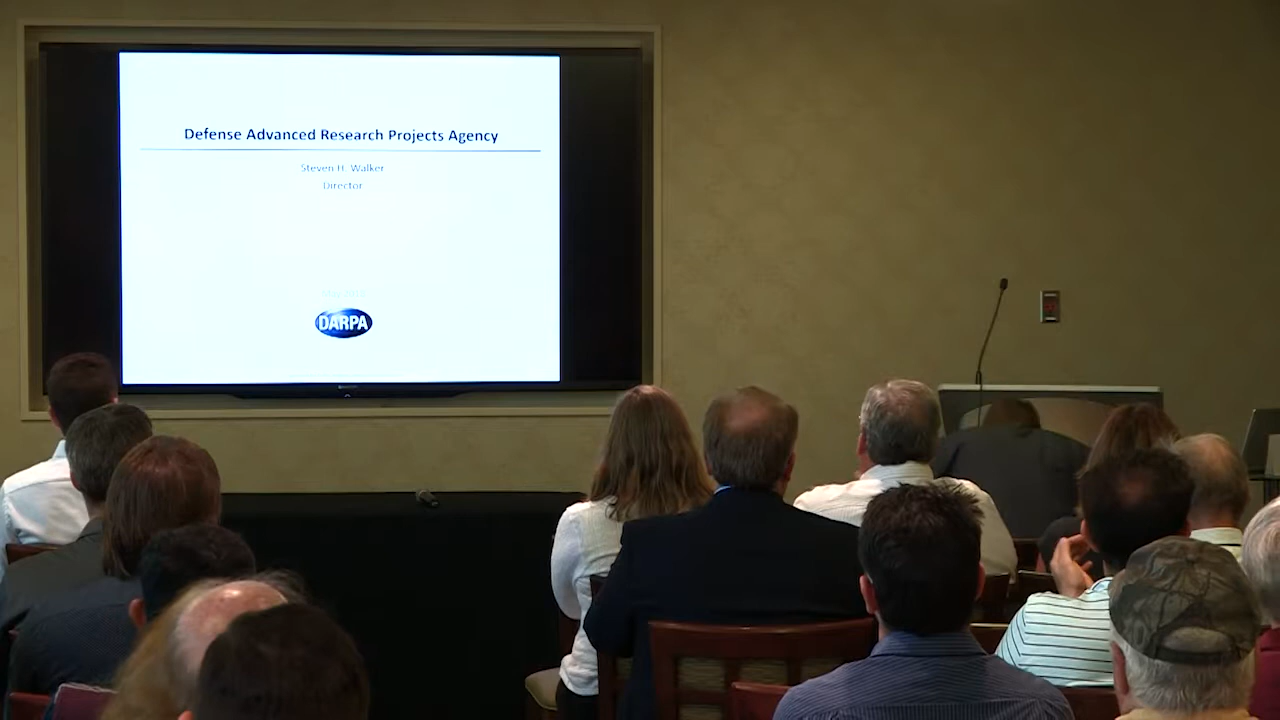 Defense Advanced Research Projects Agency
Steven H. Walker
Director
DARPA